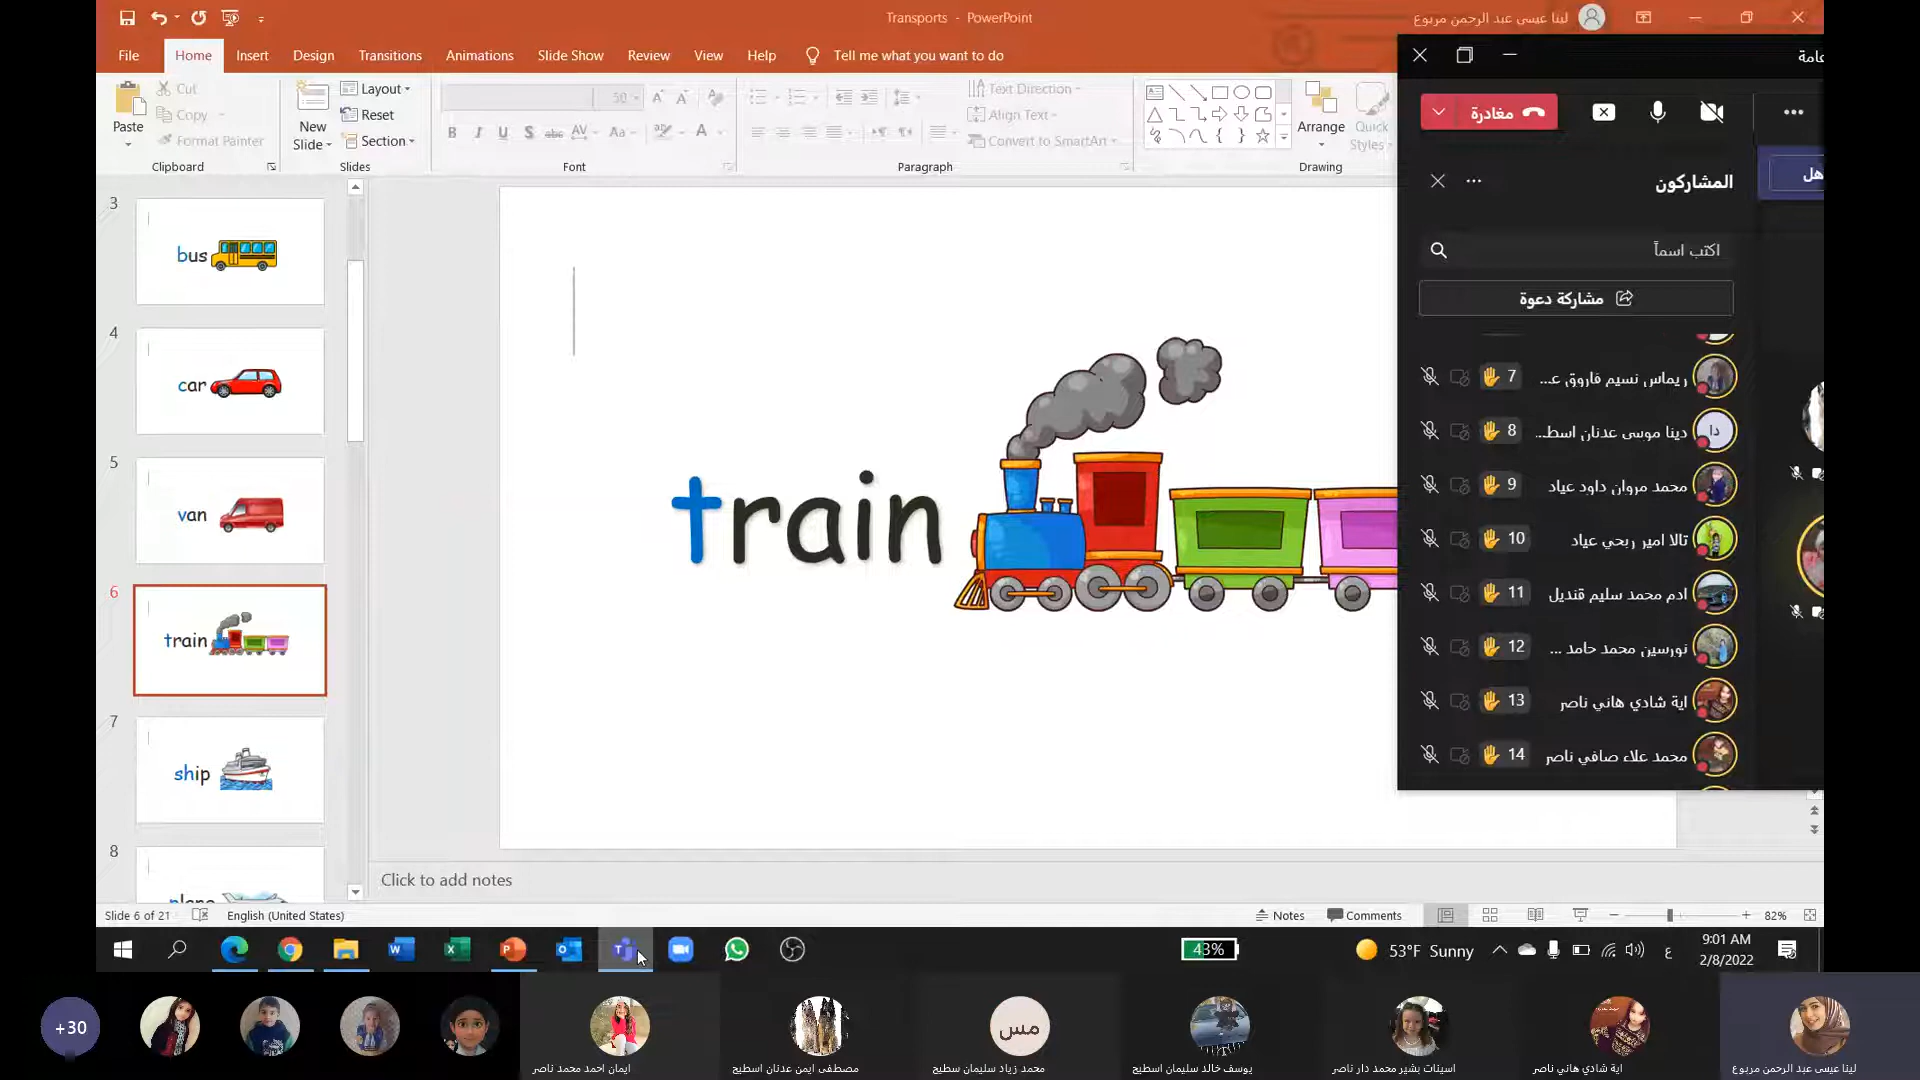 Transports - PowerPoint
لينا عيسى عبد الرحمن مربوع
File Home Insert Design Transitions Animations Slide Show Review View Help Tell me what you want to do
Paste
Cut
Copy
Format Painter
Clipboard
New
Slide
Layout
Reset
Section
Slides
50
Font
Text Direction
Align Text
Convert to SmartArt
Paragraph
Arrange
Quick
Styles
Drawing
مغادرة
المشاركون
اكتب اسماً
مشاركة دعوة
ريماس نسيم فاروق ع... 7
دينا موسى عدنان اسط... 8
محمد مروان داود عياد 9
تالا امير ربحي عياد 10
ادم محمد سليم قنديل 11
نورسين محمد حامد ... 12
اية شادي هاني ناصر 13
محمد علاء صافي ناصر 14
دا
3
bus
4
car
5
van
6
train
7
ship
8
plane
train
Click to add notes
Slide 6 of 21 English (United States) Notes Comments 82%
43% 53°F Sunny ع 9:01 AM
2/8/2022
+30
مس
ايمان احمد محمد ناصر
مصطفى ايمن عدنان اسطيح
محمد زياد سليمان سطيح
يوسف خالد سليمان اسطيح
اسينات بشير محمد دار ناصر
اية شادي هاني ناصر
لينا عيسى عبد الرحمن مربوع